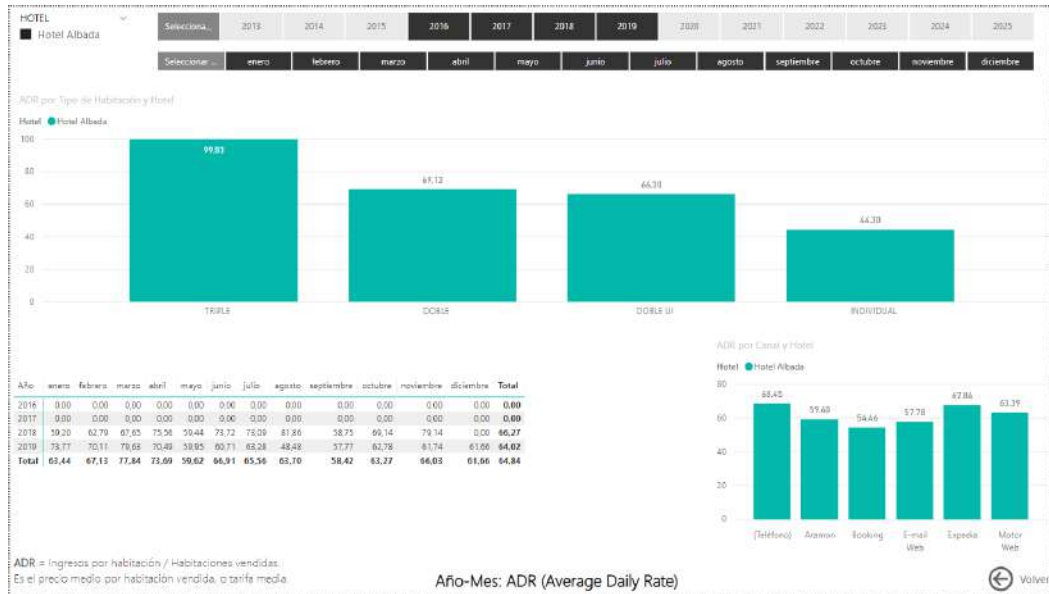 HOTEL
Hotel Albada
Selecciona... 2013 2014 2015 2016 2017 2018 2019 2020 2021 2022 2023 2024 2025
Seleccionar ... enero febrero marzo abril mayo junio julio agosto septiembre octubre noviembre diciembre
ADR por Tipo de Habitación y Hotel
Hotel Hotel Albada
100
80
60
40
20
0
99,83
69,12
66,30
44,30
TRIPLE DOBLE DOBLE UI INDIVIDUAL
Año enero febrero marzo abril mayo junio julio agosto septiembre octubre noviembre diciembre Total
2016 0,00 0,00 0,00 0,00 0,00 0,00 0,00 0,00 0,00 0,00 0,00 0,00 0,00
2017 0,00 0,00 0,00 0,00 0,00 0,00 0,00 0,00 0,00 0,00 0,00 0,00 0,00
2018 59,20 62,79 67,65 75,56 59,44 73,72 73,09 81,86 58,75 69,14 79,14 0,00 66,27
2019 73,77 70,11 79,68 70,49 59,95 60,71 63,28 48,48 57,77 62,78 61,74 61,66 64,02
Total 63,44 67,13 77,84 73,69 59,62 66,91 65,56 63,70 58,42 63,27 66,03 61,66 64,84
ADR por Canal y Hotel
Hotel Hotel Albada
80
60
40
20
0
68,45
59,60
54,46
57,78
67,86
63,39
(Teléfono) Aramon Booking E-mail Web Expedia Motor Web
ADR = Ingresos por habitación / Habitaciones vendidas.
Es el precio medio por habitación vendida, o tarifa media.
Año-Mes: ADR (Average Daily Rate)
Volver